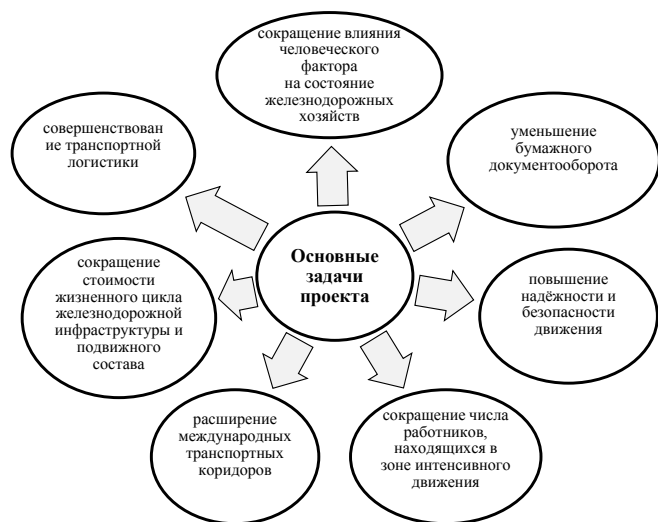 сокращение влияния
человеческого
фактора
на состояние
железнодорожных
хозяйств
совершенствован
ие транспортной
логистики
уменьшение
бумажного
документооборота
Основные
задачи
проекта
сокращение
стоимости
жизненного цикла
железнодорожной
инфраструктуры и
подвижного
состава
повышение
надёжности и
безопасности
движения
расширение
международных
транспортных
коридоров
сокращение числа
работников,
находящихся в
зоне интенсивного
движения